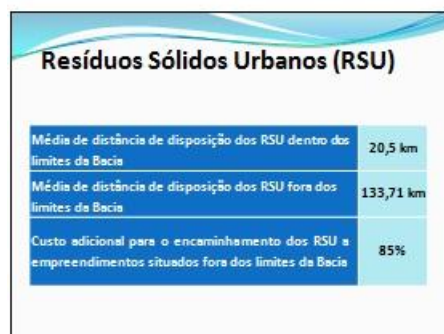 Resíduos Sólidos Urbanos (RSU)
Média de distância de disposição dos RSU dentro dos
limites da Bacia
20,5 km
Média de distância de disposição dos RSU fora dos
limites da Bacia
133,71 km
Custo adicional para o encaminhamento dos RSU a
empreendimentos situados fora dos limites da Bacia
85%